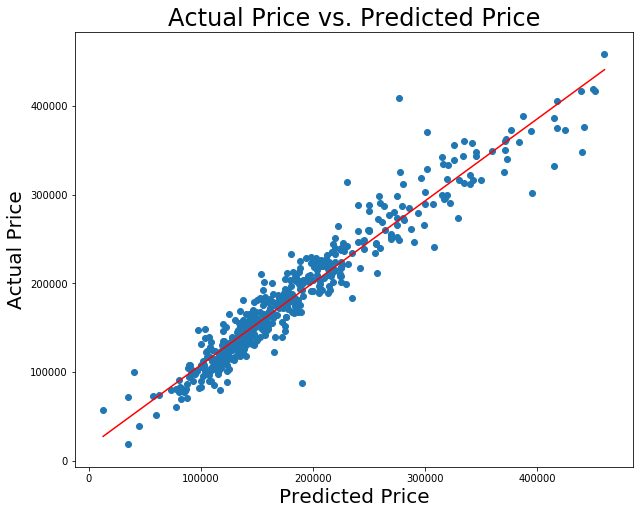 Actual Price vs. Predicted Price
Actual Price
400000
300000
200000
100000
0
0 100000 200000 300000 400000
Predicted Price